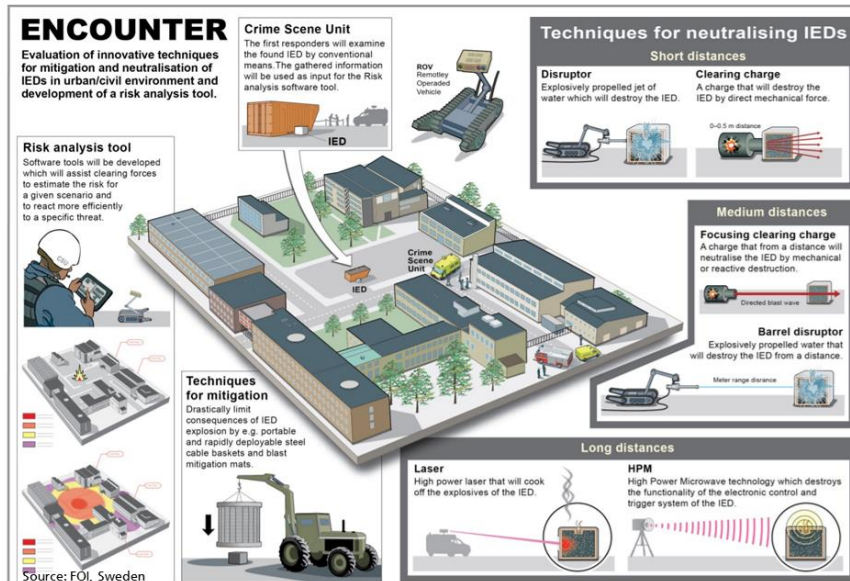 ENCOUNTER
Evaluation of innovative techniques
for mitigation and neutralisation of
IEDs in urban/civil environment and
development of a risk analysis tool.
Crime Scene Unit
The first responders will examine
the found IED by conventional
means.The gathered information
will be used as input for the Risk
analysis software tool.
IED
ROV
Remotley
Operaded
Vehicle
Techniques for neutralising IEDs
Short distances
Disruptor
Explosively propelled jet of
water which will destroy the IED.
Clearing charge
A charge that will destroy the
IED by direct mechanical force.
0–0.5 m distance
Risk analysis tool
Software tools will be developed
which will assist clearing forces
to estimate the risk for
a given scenario and
to react more efficiently
to a specific threat.
CSU
Crime
Scene
Unit
IED
Medium distances
Focusing clearing charge
A charge that from a distance will
neutralise the IED by mechanical
or reactive destruction.
Directed blast wave
Barrel disruptor
Explosively propelled water that
will destroy the IED from a distance.
Meter range disrance
Techniques
for mitigation
Drastically limit
consequences of IED
explosion by e.g. portable
and rapidly deployable steel
cable baskets and blast
mitigation mats.
Long distances
Laser
High power laser that will cook
off the explosives of the IED.
HPM
High Power Microwave technology which destroys
the functionality of the electronic control and
trigger system of the IED.
Source: FOI, Sweden